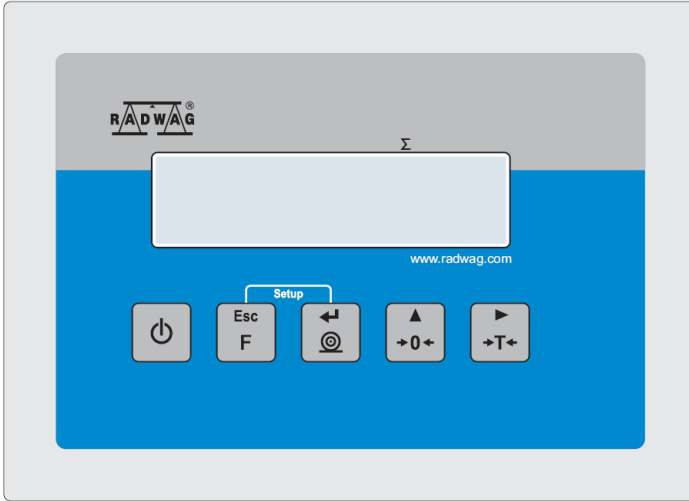 RADWAG®
Σ
www.radwag.com
Setup
Esc
F
→0←
→T←